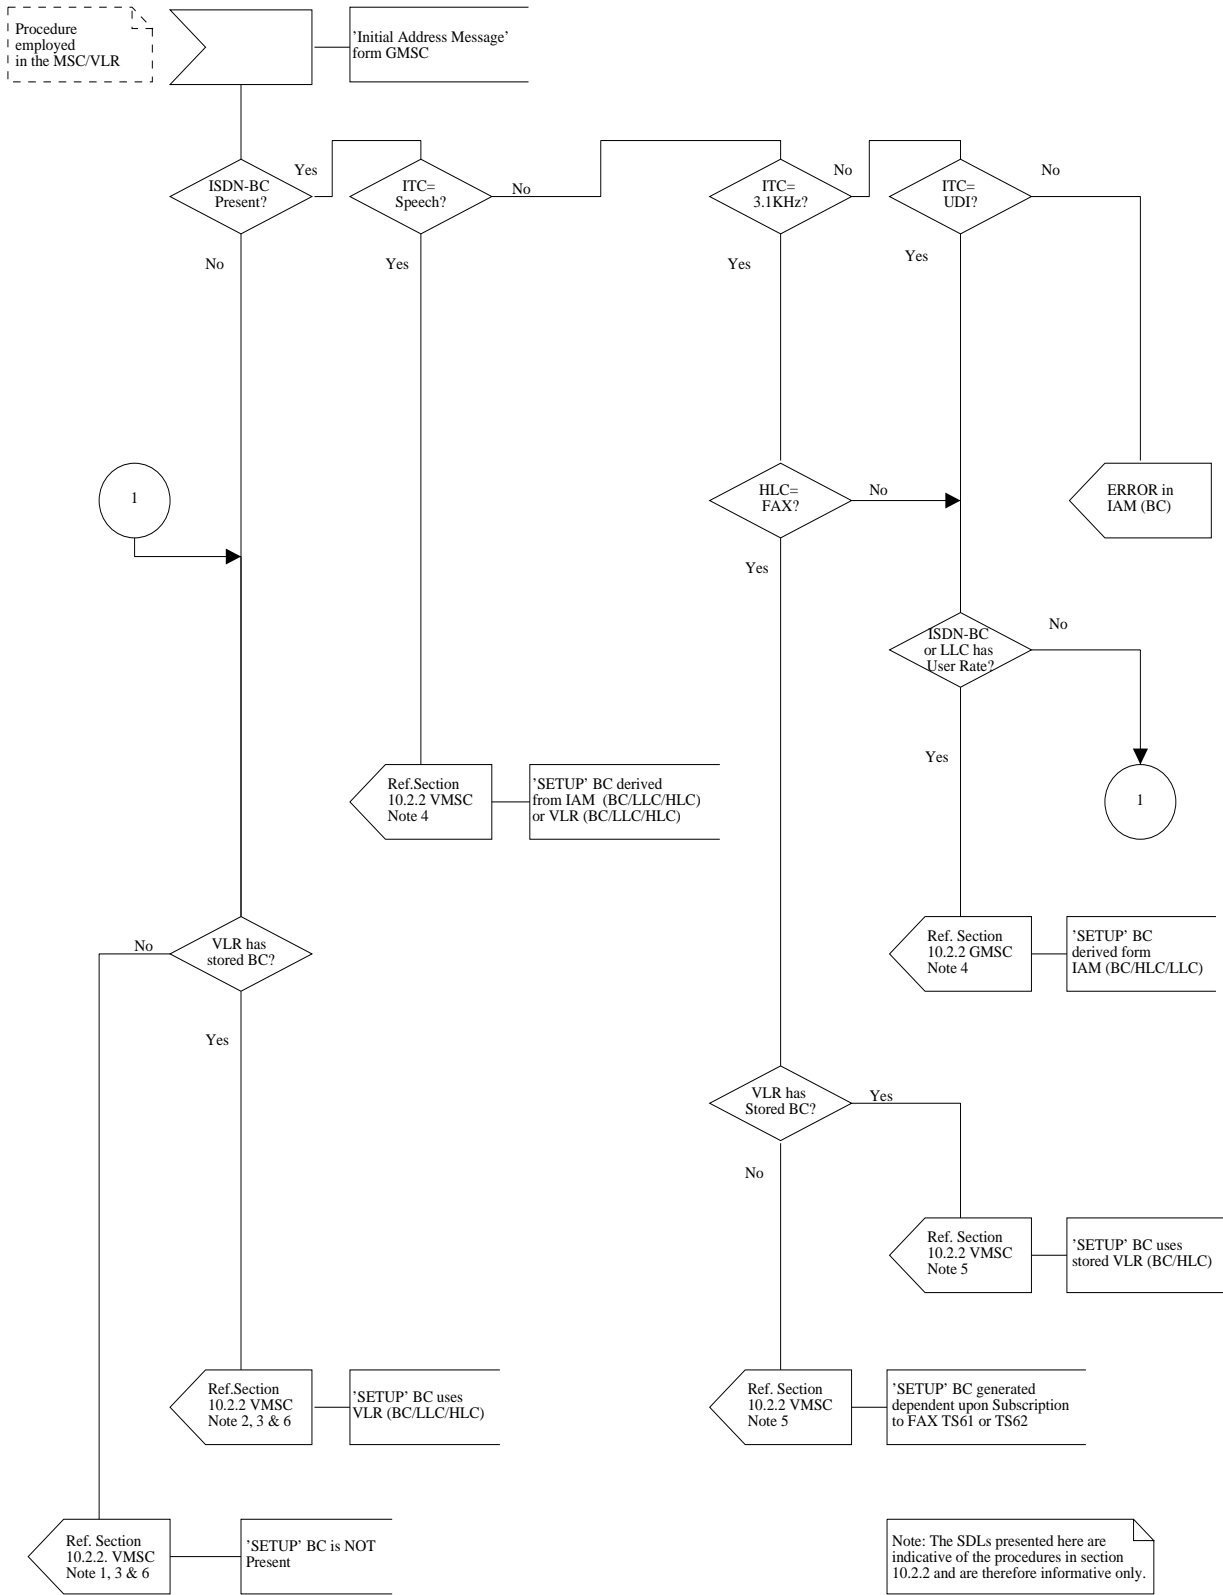 Procedure
employed
in the MSC/VLR
'Initial Address Message'
form GMSC
ISDN-BC
Present?
Yes
No
ITC=
Speech?
No
Yes
ITC=
3.1KHz?
No
Yes
ITC=
UDI?
No
Yes
1
HLC=
FAX?
No
Yes
ERROR in
IAM (BC)
ISDN-BC
or LLC has
User Rate?
No
Yes
1
Ref.Section
10.2.2 VMSC
Note 4
'SETUP' BC derived
from IAM (BC/LLC/HLC)
or VLR (BC/LLC/HLC)
VLR has
stored BC?
No
Yes
Ref. Section
10.2.2 GMSC
Note 4
'SETUP' BC
derived form
IAM (BC/HLC/LLC)
VLR has
Stored BC?
Yes
No
Ref. Section
10.2.2 VMSC
Note 5
'SETUP' BC uses
stored VLR (BC/HLC)
Ref.Section
10.2.2 VMSC
Note 2, 3 & 6
'SETUP' BC uses
VLR (BC/LLC/HLC)
Ref. Section
10.2.2 VMSC
Note 5
'SETUP' BC generated
dependent upon Subscription
to FAX TS61 or TS62
Ref. Section
10.2.2. VMSC
Note 1, 3 & 6
'SETUP' BC is NOT
Present
Note: The SDLs presented here are
indicative of the procedures in section
10.2.2 and are therefore informative only.